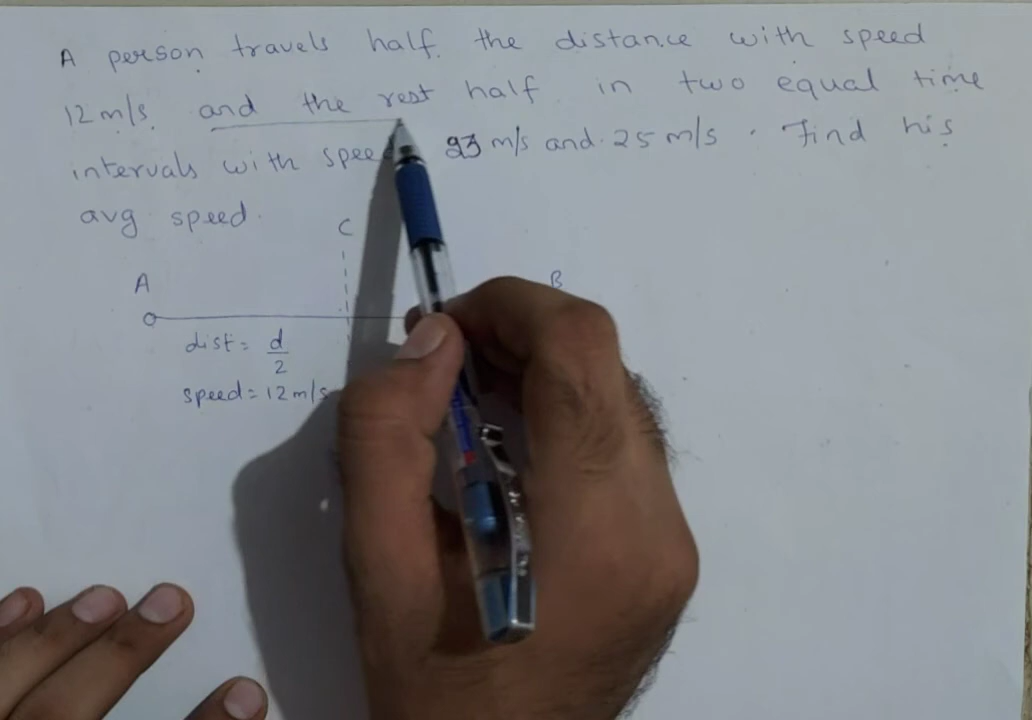 A person travels half the distance with speed
12 m/s and the rest half in two equal time
intervals with speed m/s and 25 m/s. Find his
avg speed.
C
A
B
dist = d/2
speed = 12 m/s